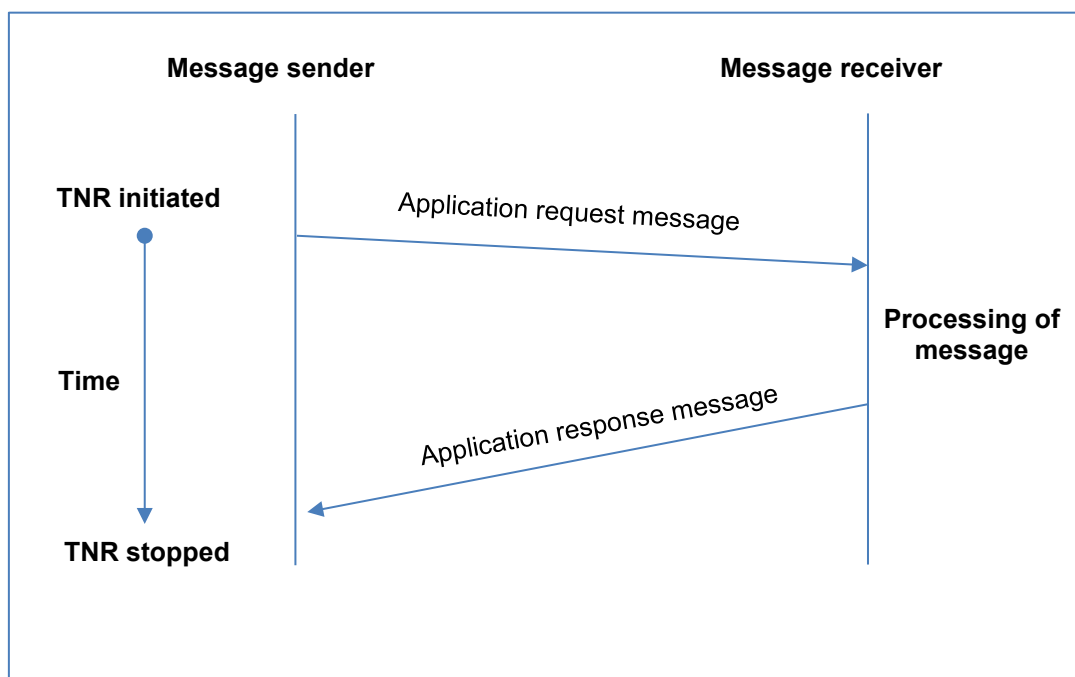 Message sender
Message receiver
TNR initiated
Application request message
Processing of
message
Time
Application response message
TNR stopped